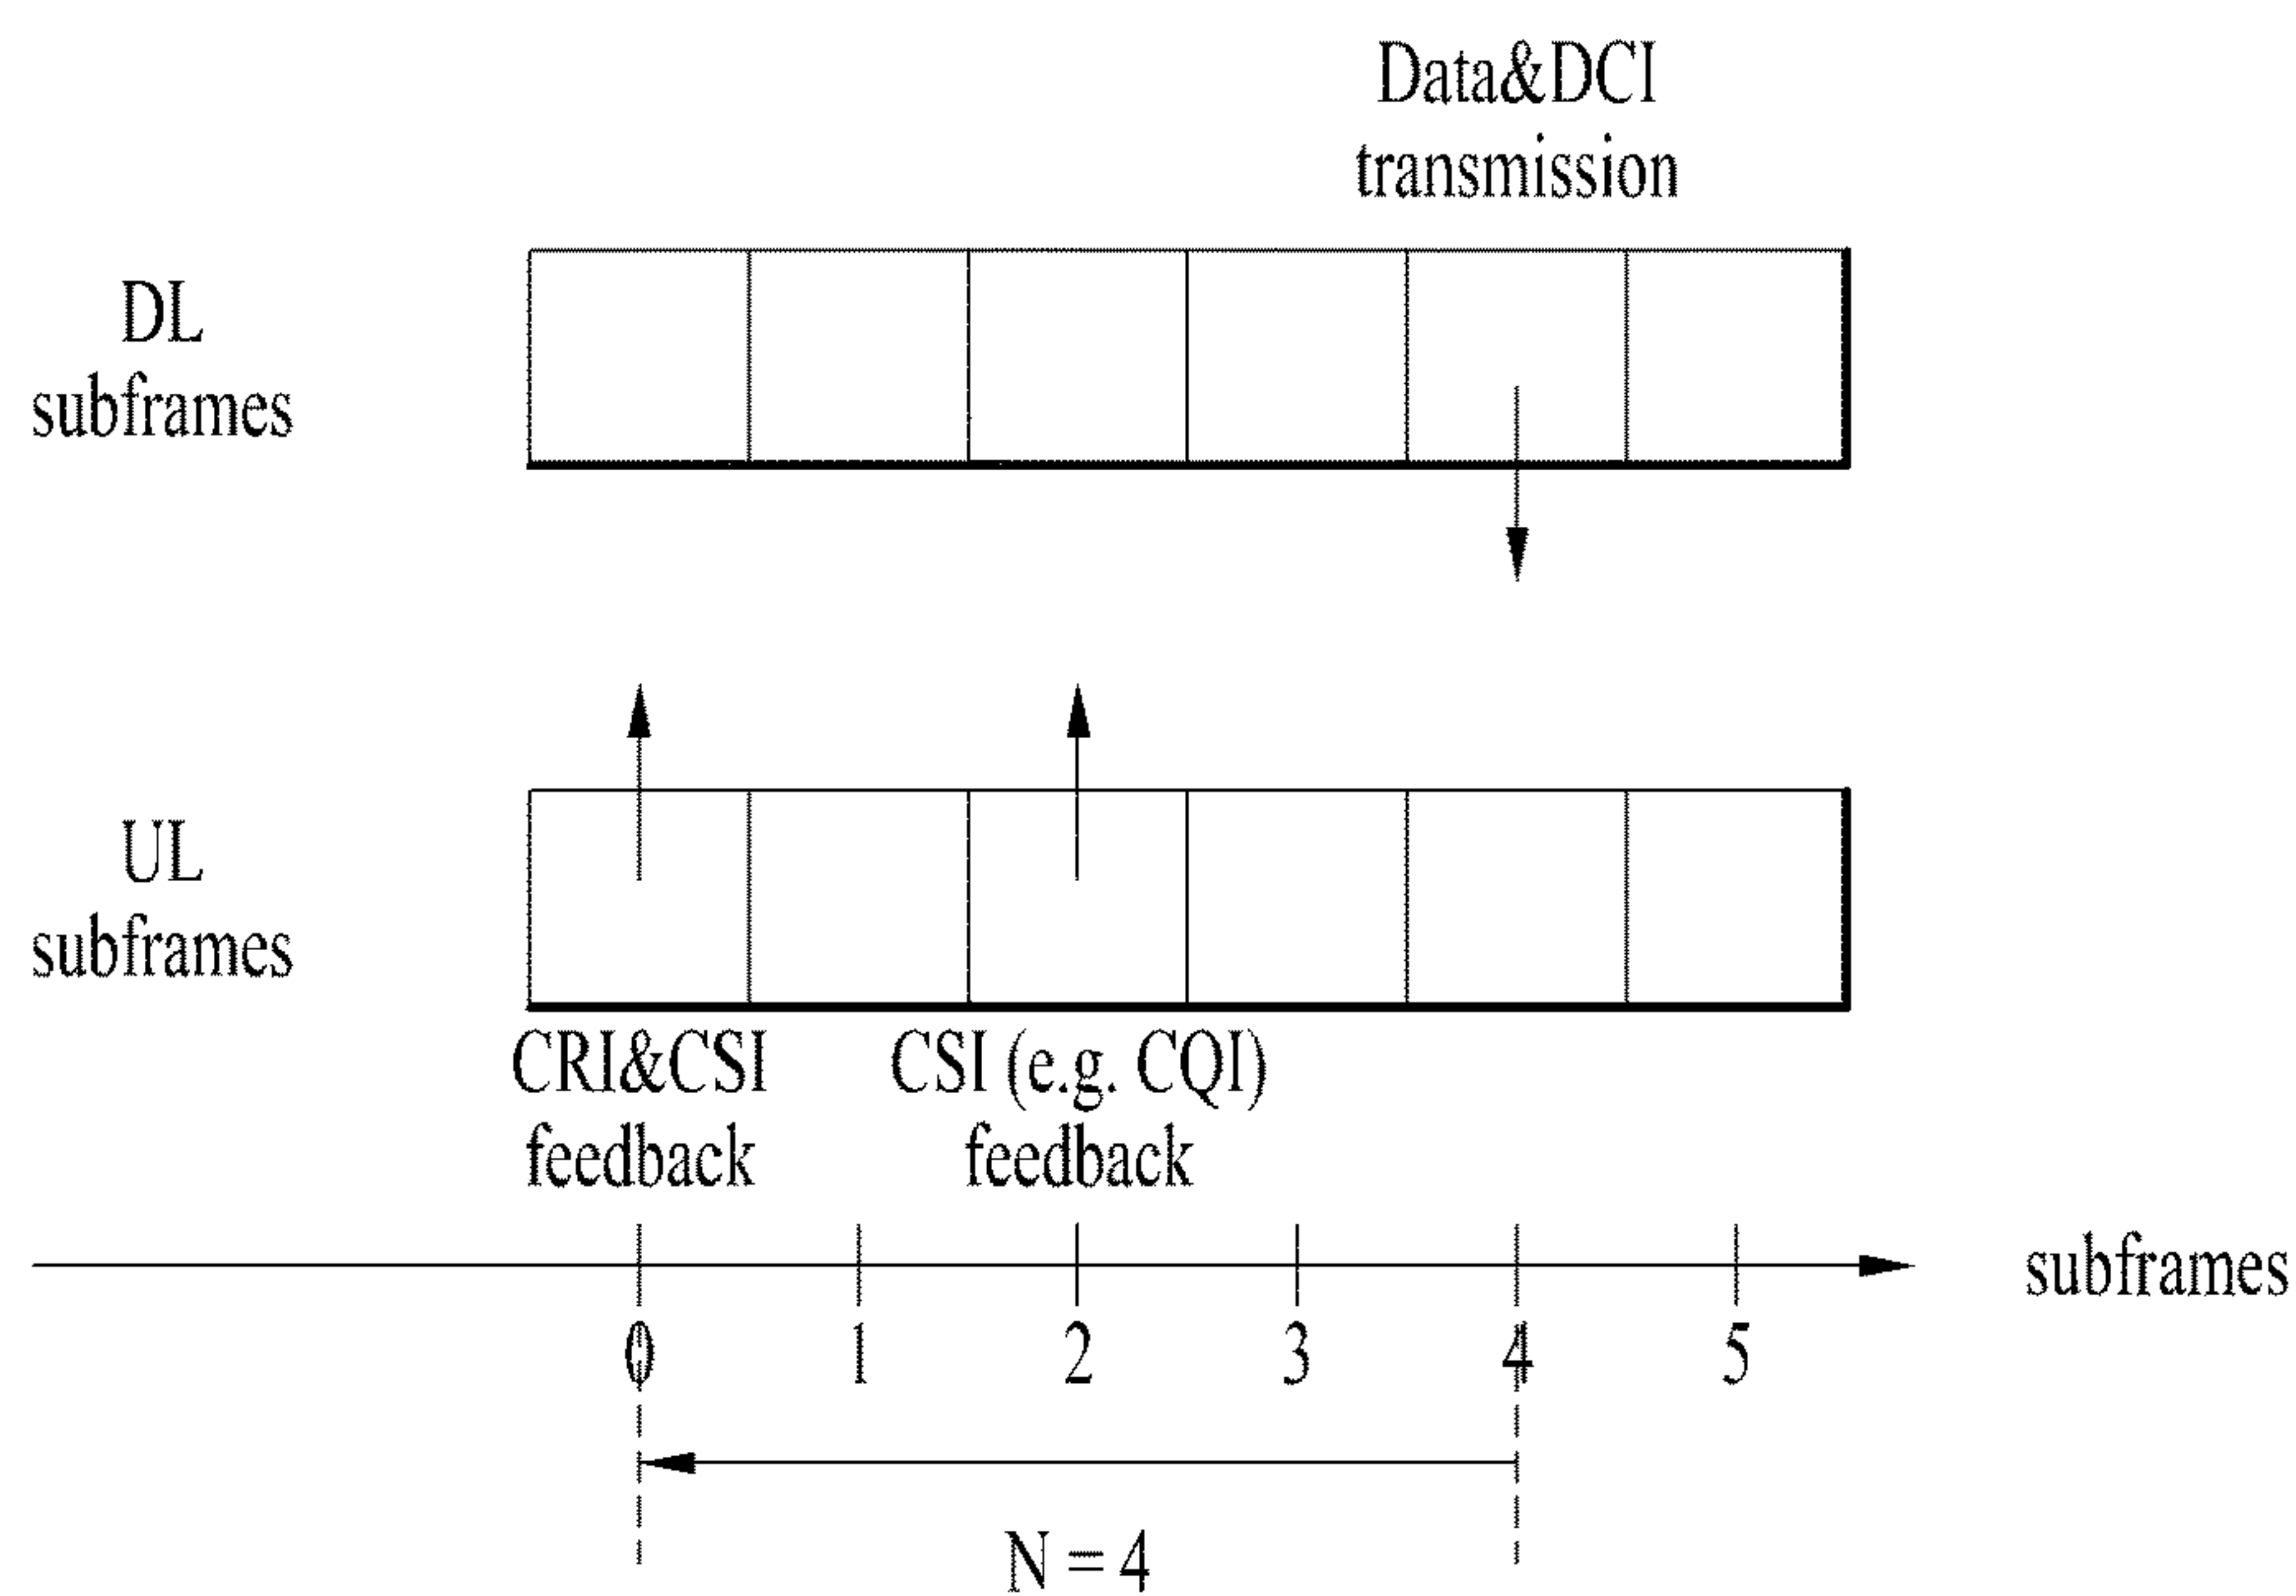 Data&DCI
transmission
DL
subframes
UL
subframes
CRI&CSI
feedback
CSI (e.g. CQI)
feedback
subframes
0 1 2 3 4 5
N = 4